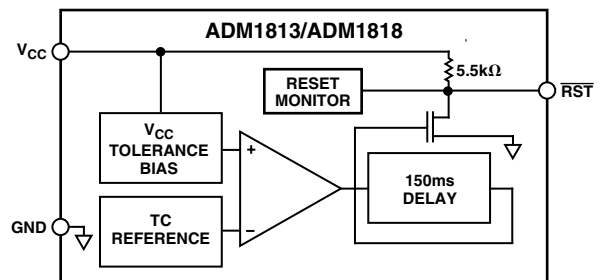 ADM1813/ADM1818
VCC
5.5kΩ
RESET
MONITOR
RST
VCC
TOLERANCE
BIAS
+
150ms
DELAY
TC
REFERENCE
–
GND